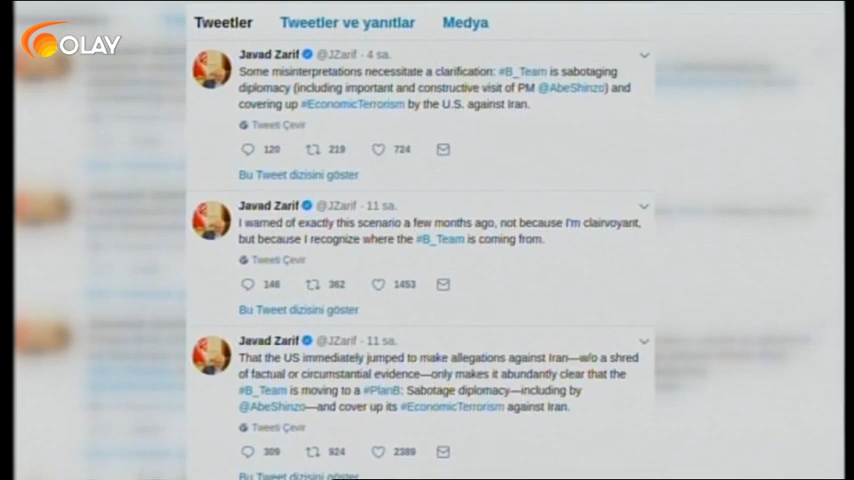 OLAY
Tweetler Tweetler ve yanıtlar Medya
Javad Zarif @JZarif · 4 sa.
Some misinterpretations necessitate a clarification: #B_Team is sabotaging
diplomacy (including important and constructive visit of PM @AbeShinzo) and
covering up #EconomicTerrorism by the U.S. against Iran.
Tweeti Çevir
120 219 724
Bu Tweet dizisini göster
Javad Zarif @JZarif · 11 sa.
I warned of exactly this scenario a few months ago, not because I'm clairvoyant,
but because I recognize where the #B_Team is coming from.
Tweeti Çevir
146 362 1453
Bu Tweet dizisini göster
Javad Zarif @JZarif · 11 sa.
That the US immediately jumped to make allegations against Iran—w/o a shred
of factual or circumstantial evidence—only makes it abundantly clear that the
#B_Team is moving to a #PlanB: Sabotage diplomacy—including by
@AbeShinzo—and cover up its #EconomicTerrorism against Iran.
Tweeti Çevir
309 924 2389
Bu Tweet dizisini göster